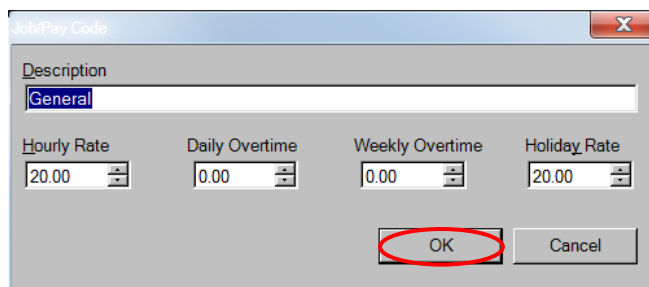 Job/Pay Code
Description
General
Hourly Rate Daily Overtime Weekly Overtime Holiday Rate
20.00 0.00 0.00 20.00
OK Cancel